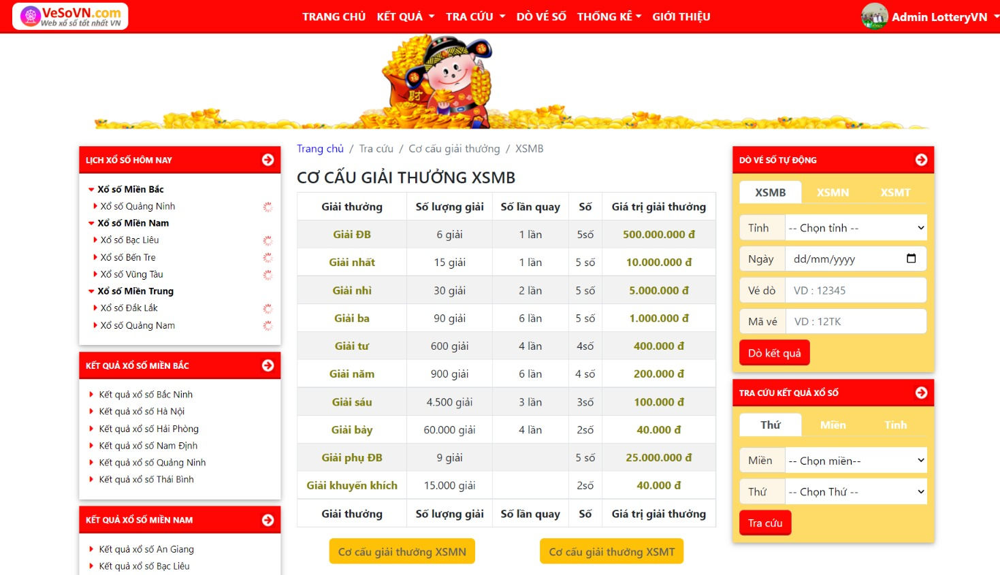 VeSoVN.com
Web xổ số tốt nhất VN
TRANG CHỦ KẾT QUẢ TRA CỨU DÒ VÉ SỐ THỐNG KÊ GIỚI THIỆU
Admin LotteryVN
財
LỊCH XỔ SỐ HÔM NAY
Xổ số Miền Bắc
Xổ số Quảng Ninh
Xổ số Miền Nam
Xổ số Bạc Liêu
Xổ số Bến Tre
Xổ số Vũng Tàu
Xổ số Miền Trung
Xổ số Đắk Lắk
Xổ số Quảng Nam
KẾT QUẢ XỔ SỐ MIỀN BẮC
Kết quả xổ số Bắc Ninh
Kết quả xổ số Hà Nội
Kết quả xổ số Hải Phòng
Kết quả xổ số Nam Định
Kết quả xổ số Quảng Ninh
Kết quả xổ số Thái Bình
KẾT QUẢ XỔ SỐ MIỀN NAM
Kết quả xổ số An Giang
Kết quả xổ số Bạc Liêu
Trang chủ / Tra cứu / Cơ cấu giải thưởng / XSMB
CƠ CẤU GIẢI THƯỞNG XSMB
Giải thưởng Số lượng giải Số lần quay Số Giá trị giải thưởng
Giải ĐB 6 giải 1 lần 5số 500.000.000 đ
Giải nhất 15 giải 1 lần 5 số 10.000.000 đ
Giải nhì 30 giải 2 lần 5 số 5.000.000 đ
Giải ba 90 giải 6 lần 5 số 1.000.000 đ
Giải tư 600 giải 4 lần 4số 400.000 đ
Giải năm 900 giải 6 lần 4 số 200.000 đ
Giải sáu 4.500 giải 3 lần 3số 100.000 đ
Giải bảy 60.000 giải 4 lần 2số 40.000 đ
Giải phụ ĐB 9 giải 5 số 25.000.000 đ
Giải khuyến khích 15.000 giải 2số 40.000 đ
Giải thưởng Số lượng giải Số lần quay Số Giá trị giải thưởng
Cơ cấu giải thưởng XSMN Cơ cấu giải thưởng XSMT
DÒ VÉ SỐ TỰ ĐỘNG
XSMB XSMN XSMT
Tỉnh -- Chọn tỉnh --
Ngày dd/mm/yyyy
Vé dò VD : 12345
Mã vé VD : 12TK
Dò kết quả
TRA CỨU KẾT QUẢ XỔ SỐ
Thứ Miền Tỉnh
Miền -- Chọn miền--
Thứ -- Chọn Thứ --
Tra cứu